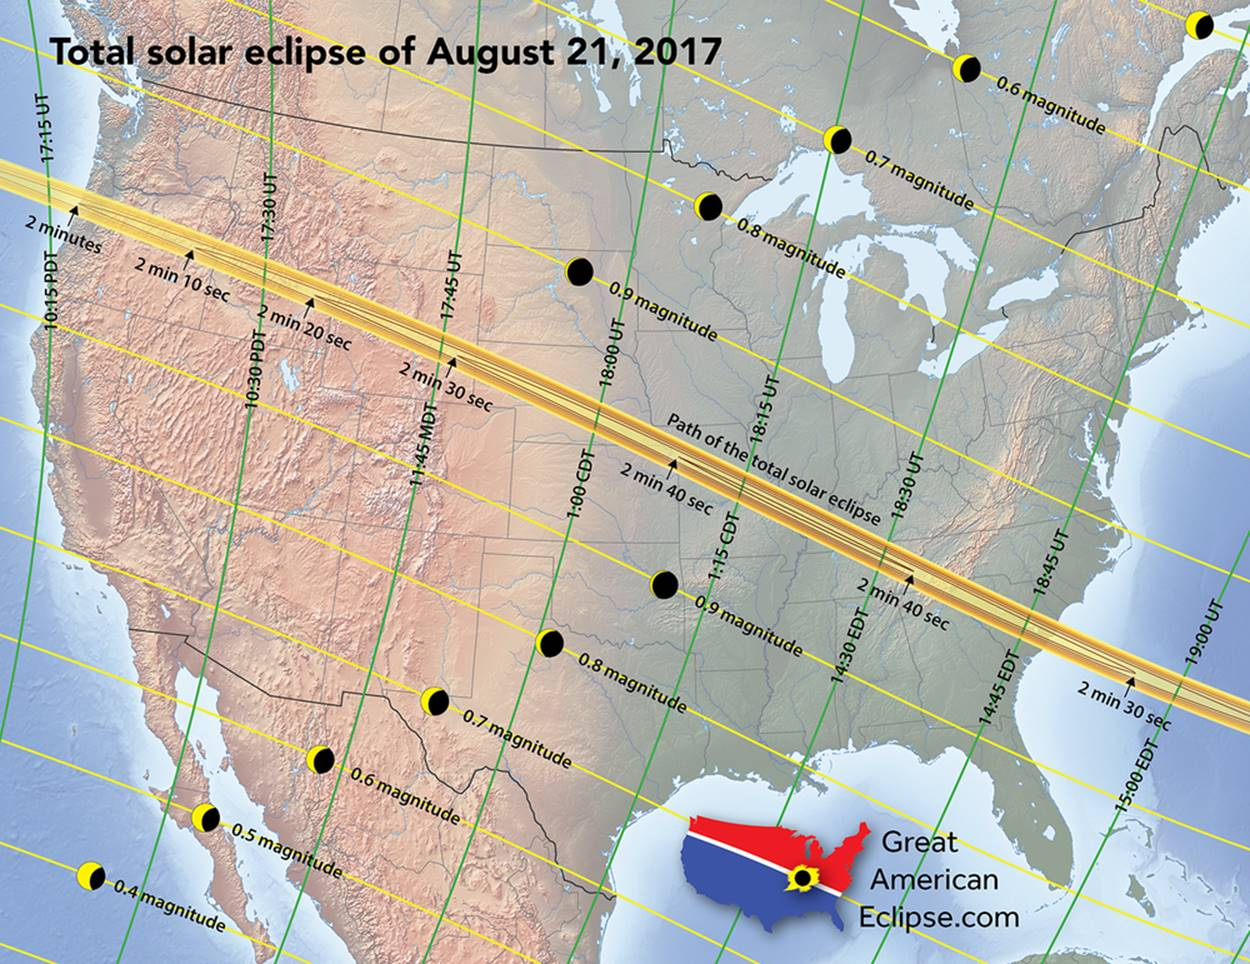 Total solar eclipse of August 21, 2017
0.6 magnitude
17:15 UT
0.7 magnitude
17:30 UT
0.8 magnitude
2 minutes
17:45 UT
2 min 10 sec
10:15 PDT
0.9 magnitude
2 min 20 sec
18:00 UT
10:30 PDT
2 min 30 sec
18:15 UT
11:45 MDT
Path of the total solar eclipse
18:30 UT
2 min 40 sec
1:00 CDT
1:15 CDT
18:45 UT
2 min 40 sec
0.9 magnitude
19:00 UT
14:30 EDT
0.8 magnitude
14:45 EDT
2 min 30 sec
0.7 magnitude
15:00 EDT
0.6 magnitude
0.5 magnitude
0.4 magnitude
Great
American
Eclipse.com